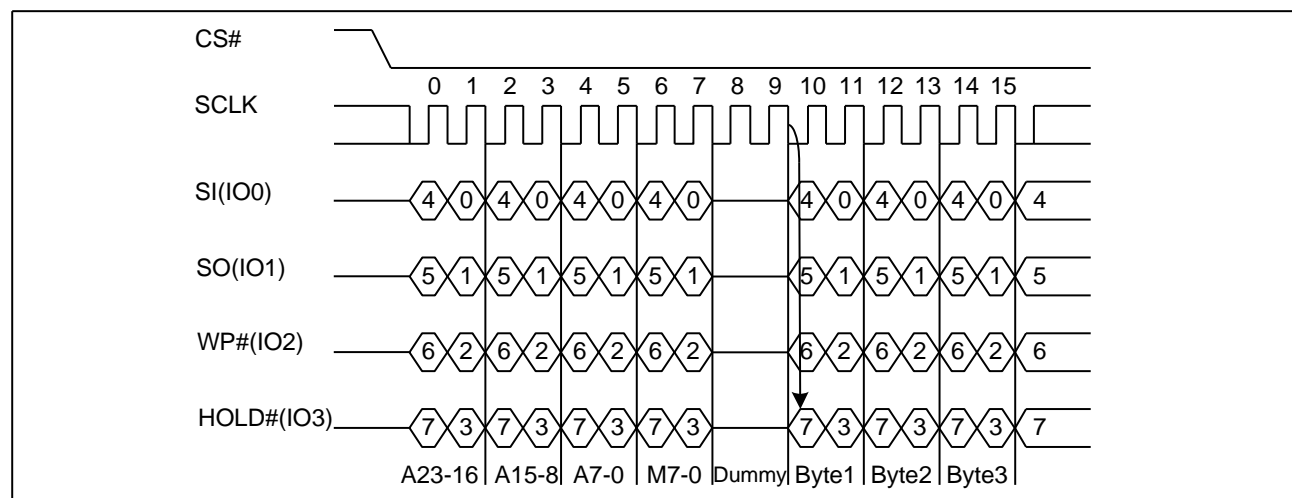 CS#
0 1 2 3 4 5 6 7 8 9 10 11 12 13 14 15
SCLK
SI(IO0) 4 0 4 0 4 0 4 0 4 0 4 0 4 0 4
SO(IO1) 5 1 5 1 5 1 5 1 5 1 5 1 5 1 5
WP#(IO2) 6 2 6 2 6 2 6 2 6 2 6 2 6 2 6
HOLD#(IO3) 7 3 7 3 7 3 7 3 7 3 7 3 7 3 7
A23-16 A15-8 A7-0 M7-0 Dummy Byte1 Byte2 Byte3